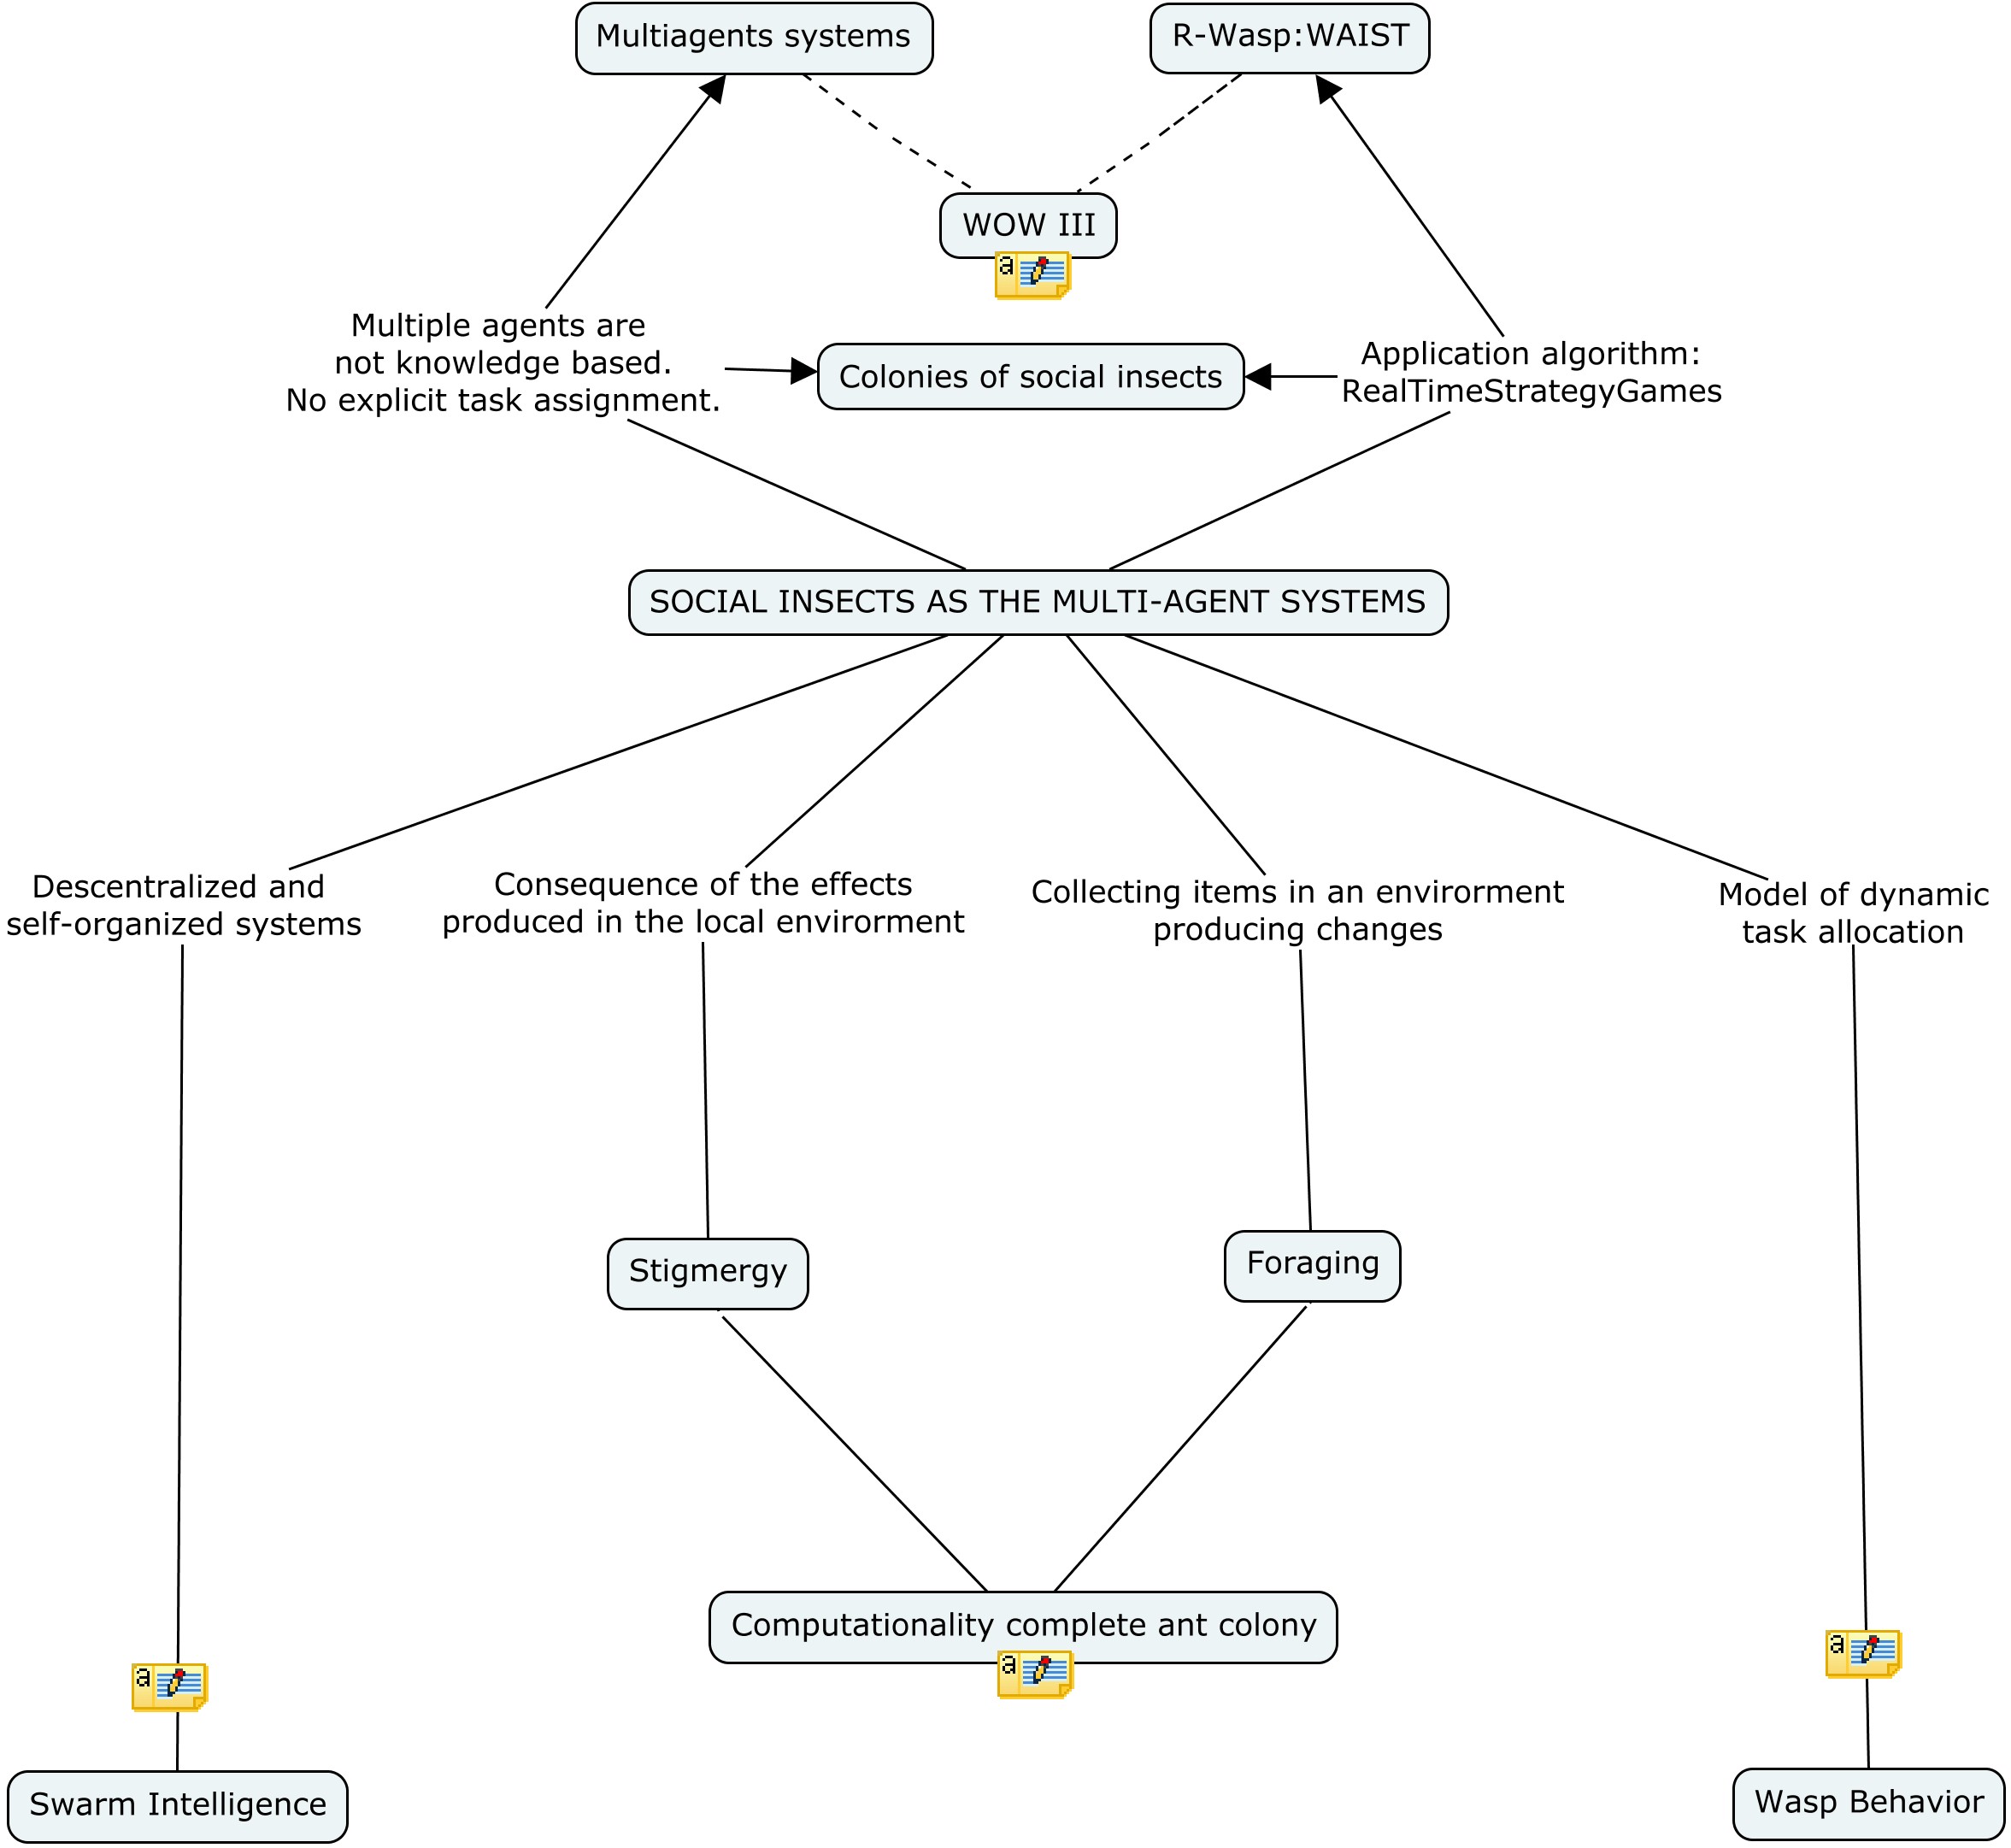 Multiagents systems
R-Wasp:WAIST
WOW III
Multiple agents are
not knowledge based.
No explicit task assignment.
Colonies of social insects
Application algorithm:
RealTimeStrategyGames
SOCIAL INSECTS AS THE MULTI-AGENT SYSTEMS
Descentralized and
self-organized systems
Consequence of the effects
produced in the local envirorment
Collecting items in an envirorment
producing changes
Model of dynamic
task allocation
Stigmergy
Foraging
Computationality complete ant colony
Swarm Intelligence
Wasp Behavior